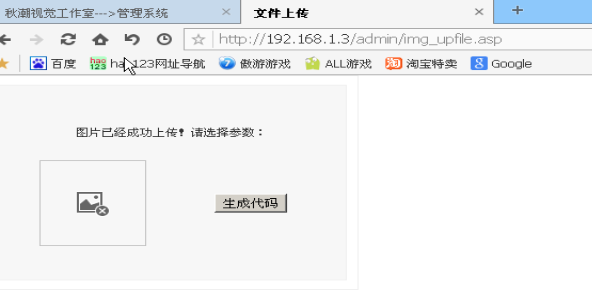 秋潮视觉工作室--->管理系统
文件上传
http://192.168.1.3/admin/img_upfile.asp
百度
hao123网址导航
傲游游戏
ALL游戏
淘宝特卖
Google
图片已经成功上传! 请选择参数：
生成代码